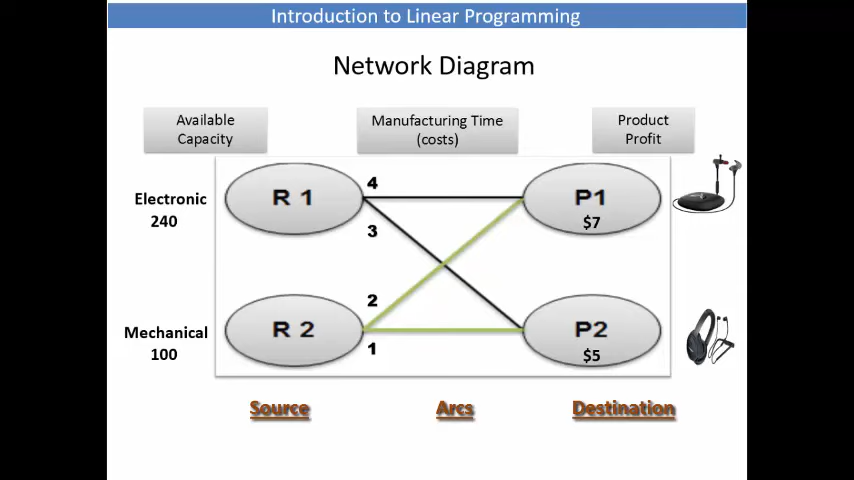 Introduction to Linear Programming
Network Diagram
Available
Capacity
Manufacturing Time
(costs)
Product
Profit
Electronic
240
R 1
4
3
P1
$7
Mechanical
100
R 2
2
1
P2
$5
Source
Arcs
Destination